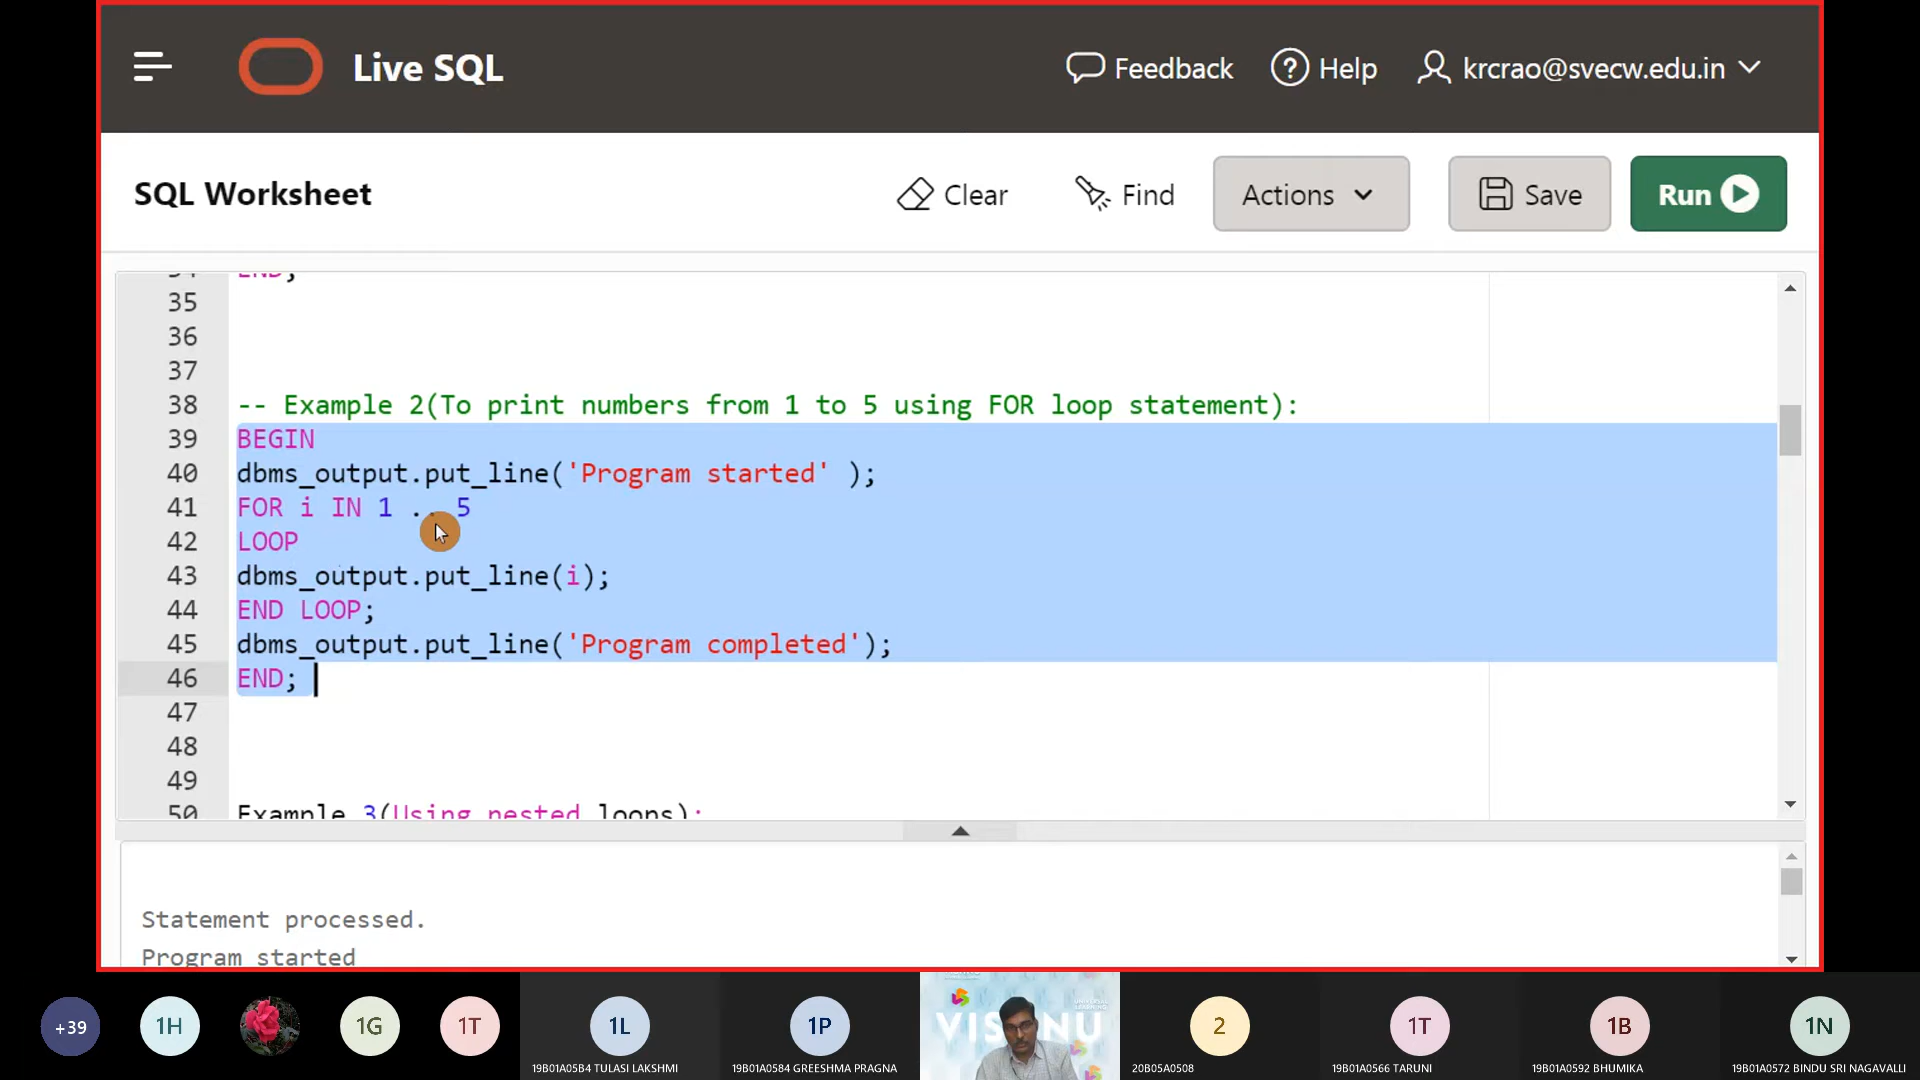 Live SQL
Feedback
Help
krcrao@svecw.edu.in
SQL Worksheet
Clear
Find
Actions
Save
Run
END;
35
36
37
38 -- Example 2(To print numbers from 1 to 5 using FOR loop statement):
39 BEGIN
40 dbms_output.put_line('Program started' );
41 FOR i IN 1 .. 5
42 LOOP
43 dbms_output.put_line(i);
44 END LOOP;
45 dbms_output.put_line('Program completed');
46 END;
47
48
49
50 Example 3(Using nested loops):
Statement processed.
Program started
+39
1H
1G
1T
1L
1P
2
1T
1B
1N
19B01A05B4 TULASI LAKSHMI
19B01A0584 GREESHMA PRAGNA
20B05A0508
19B01A0566 TARUNI
19B01A0592 BHUMIKA
19B01A0572 BINDU SRI NAGAVALLI